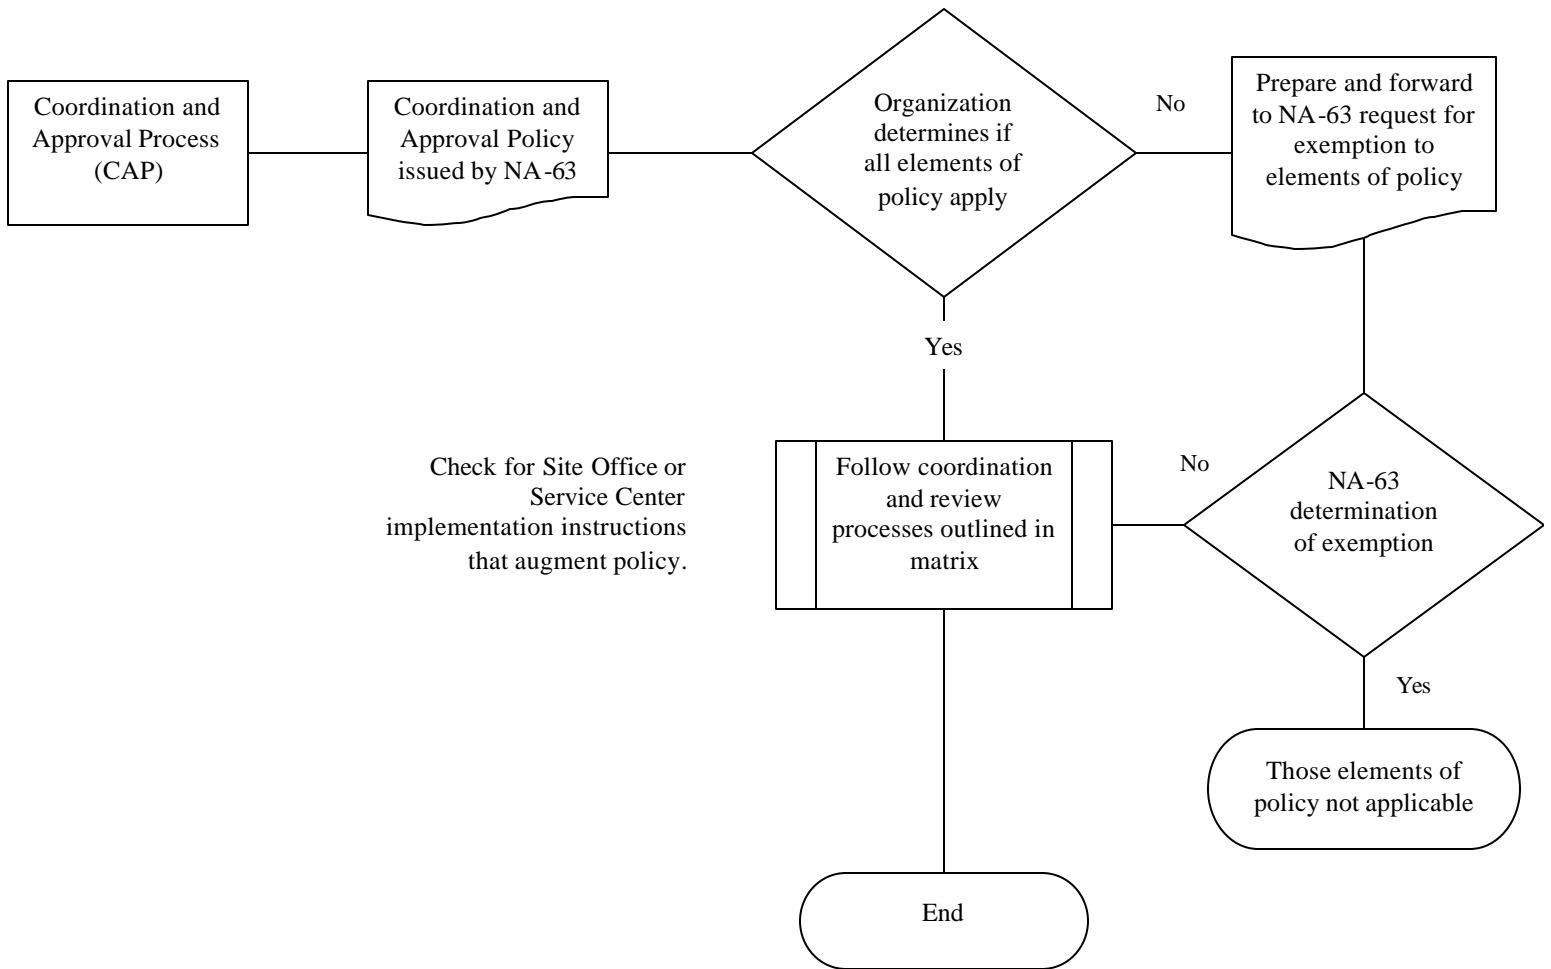 Coordination and
Approval Process
(CAP)
Coordination and
Approval Policy
issued by NA-63
Organization
determines if
all elements of
policy apply
No
Prepare and forward
to NA-63 request for
exemption to
elements of policy
Yes
Check for Site Office or
Service Center
implementation instructions
that augment policy.
Follow coordination
and review
processes outlined in
matrix
No
NA-63
determination
of exemption
Yes
Those elements of
policy not applicable
End